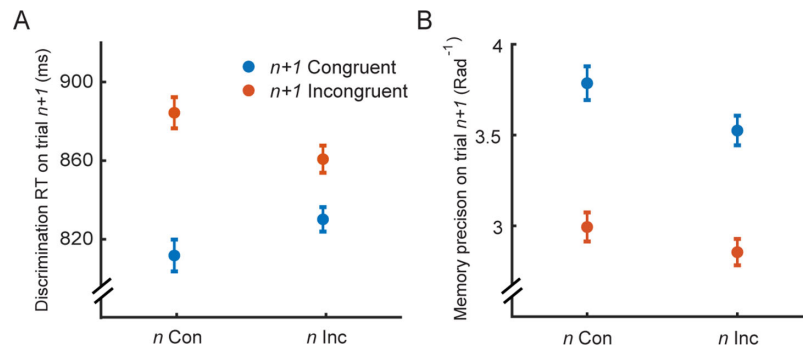 A
Discrimination RT on trial n+1 (ms)
900
860
820
n+1 Congruent
n+1 Incongruent
n Con
n Inc
B
Memory precison on trial n+1 (Rad⁻¹)
4
3.5
3
n Con
n Inc